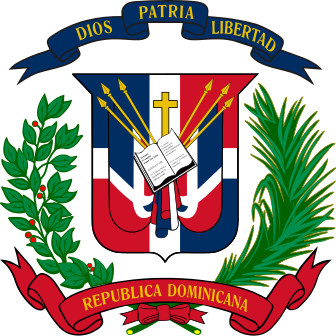 DIOS PATRIA LIBERTAD
REPUBLICA DOMINICANA